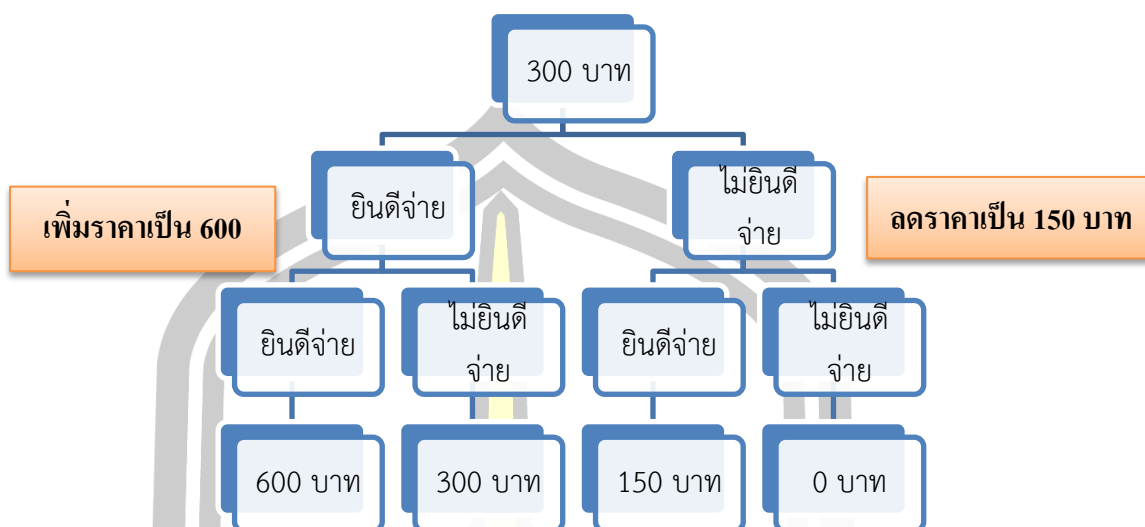 300 บาท
ยินดีจ่าย
ไม่ยินดี
จ่าย
เพิ่มราคาเป็น 600
ลดราคาเป็น 150 บาท
ยินดีจ่าย
ไม่ยินดี
จ่าย
ยินดีจ่าย
ไม่ยินดี
จ่าย
600 บาท
300 บาท
150 บาท
0 บาท